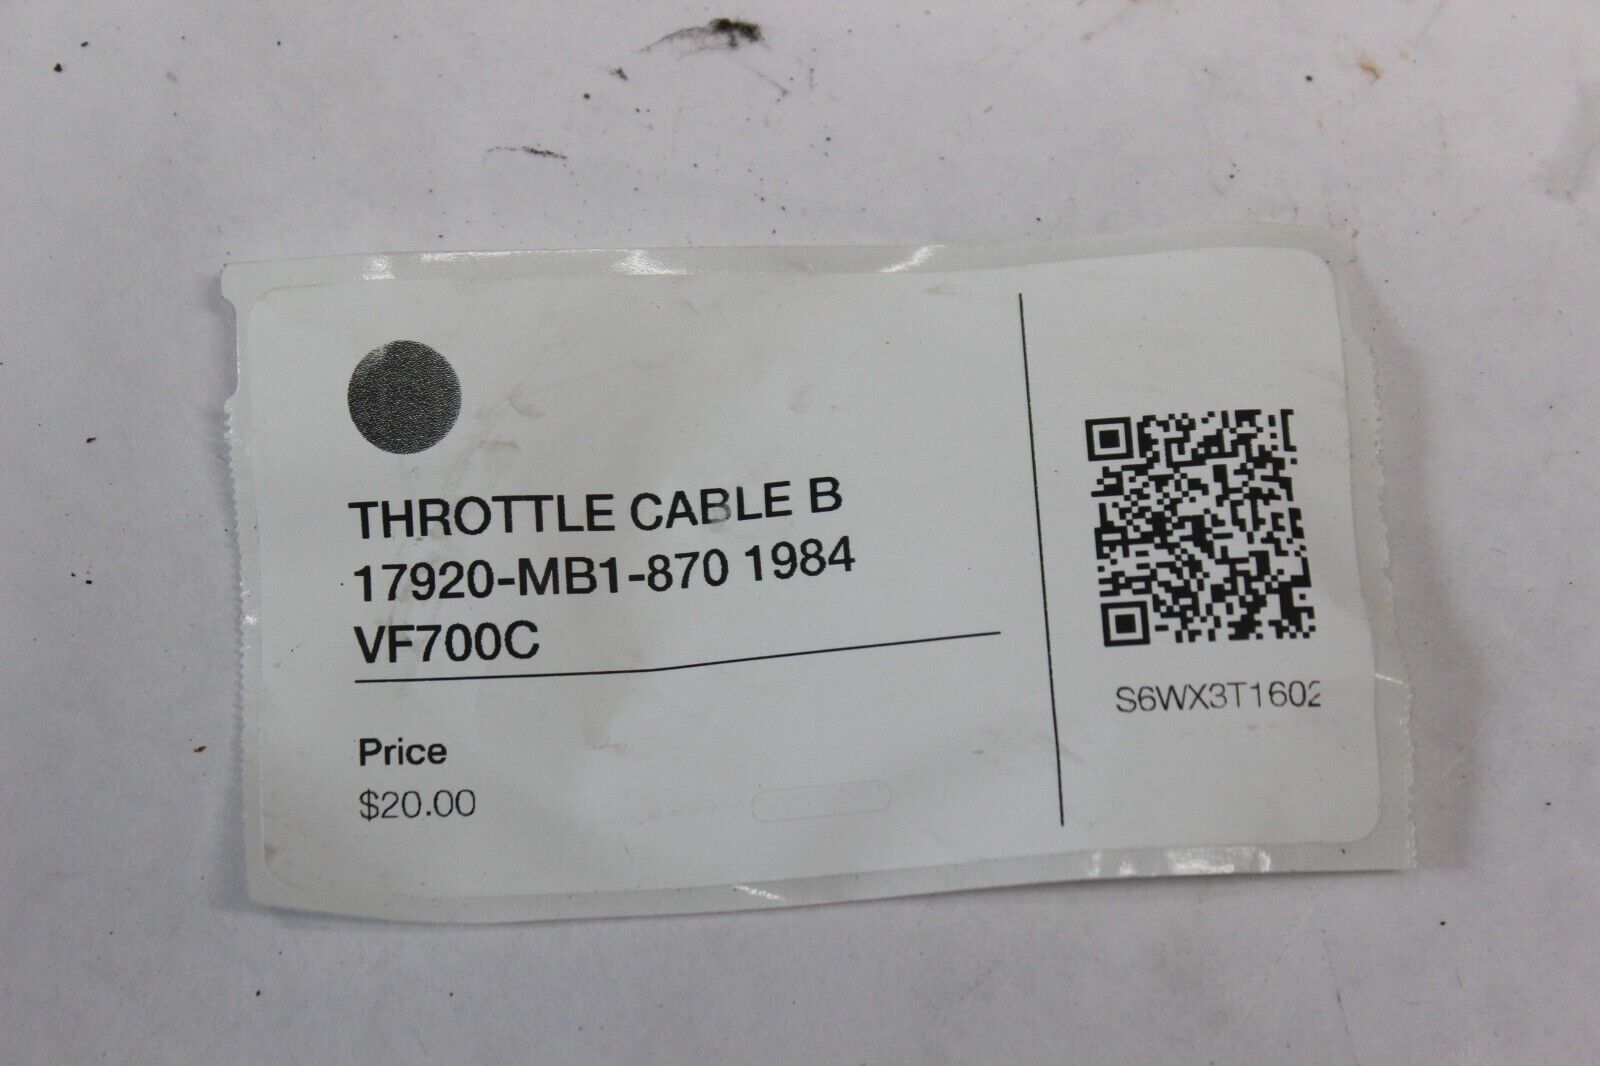 THROTTLE CABLE B
17920-MB1-870 1984
VF700C
Price
$20.00
S6WX3T1602